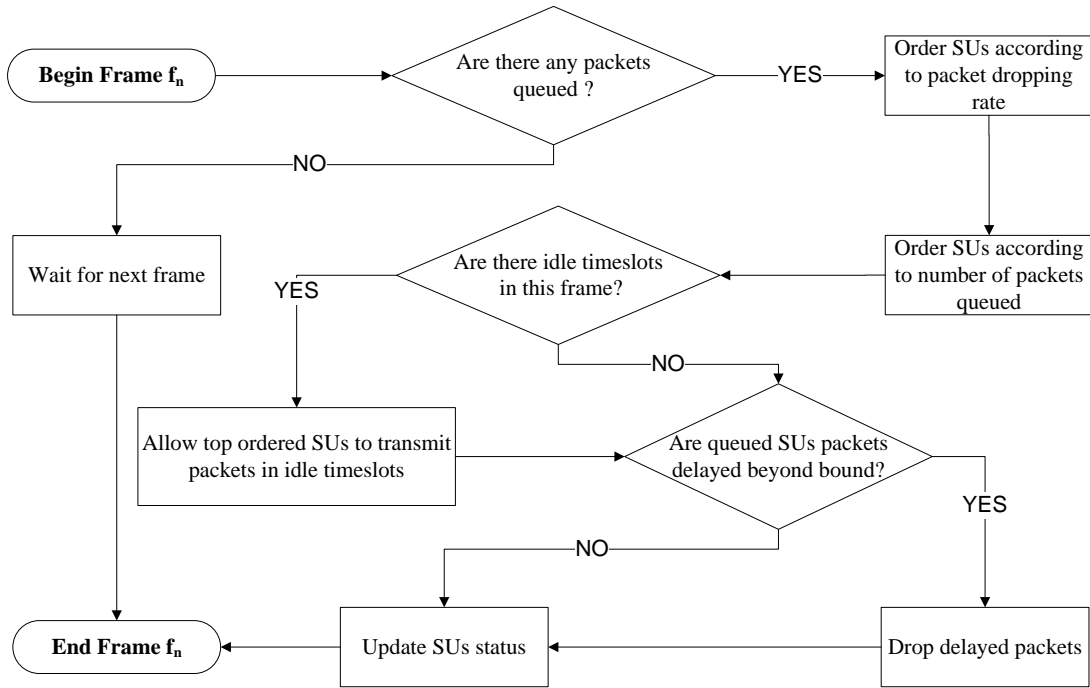 Begin Frame fn
Are there any packets
queued ?
YES
Order SUs according
to packet dropping
rate
NO
Wait for next frame
Are there idle timeslots
in this frame?
Order SUs according
to number of packets
queued
YES
NO
Allow top ordered SUs to transmit
packets in idle timeslots
Are queued SUs packets
delayed beyond bound?
YES
NO
End Frame fn
Update SUs status
Drop delayed packets